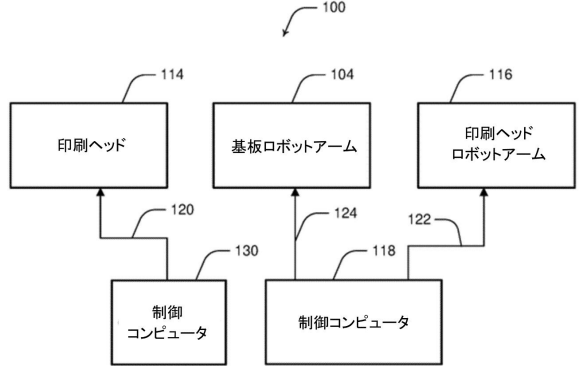 100
114
104
116
印刷ヘッド
基板ロボットアーム
印刷ヘッド
ロボットアーム
120
124
122
130
118
制御
コンピュータ
制御コンピュータ